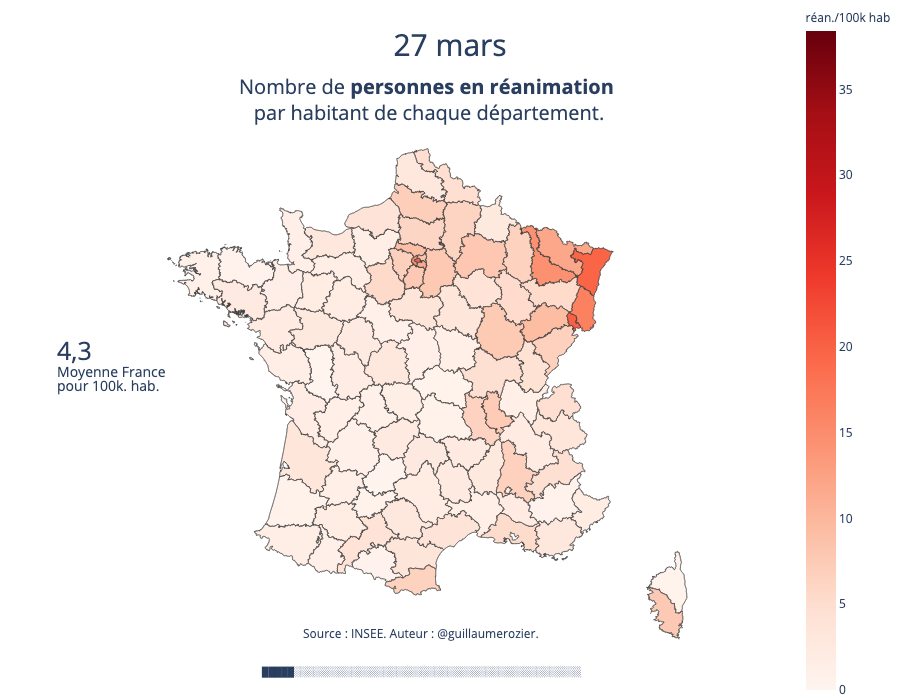 27 mars
Nombre de personnes en réanimation
par habitant de chaque département.
4,3
Moyenne France
pour 100k. hab.
réan./100k hab
35
30
25
20
15
10
5
0
Source : INSEE. Auteur : @guillaumerozier.